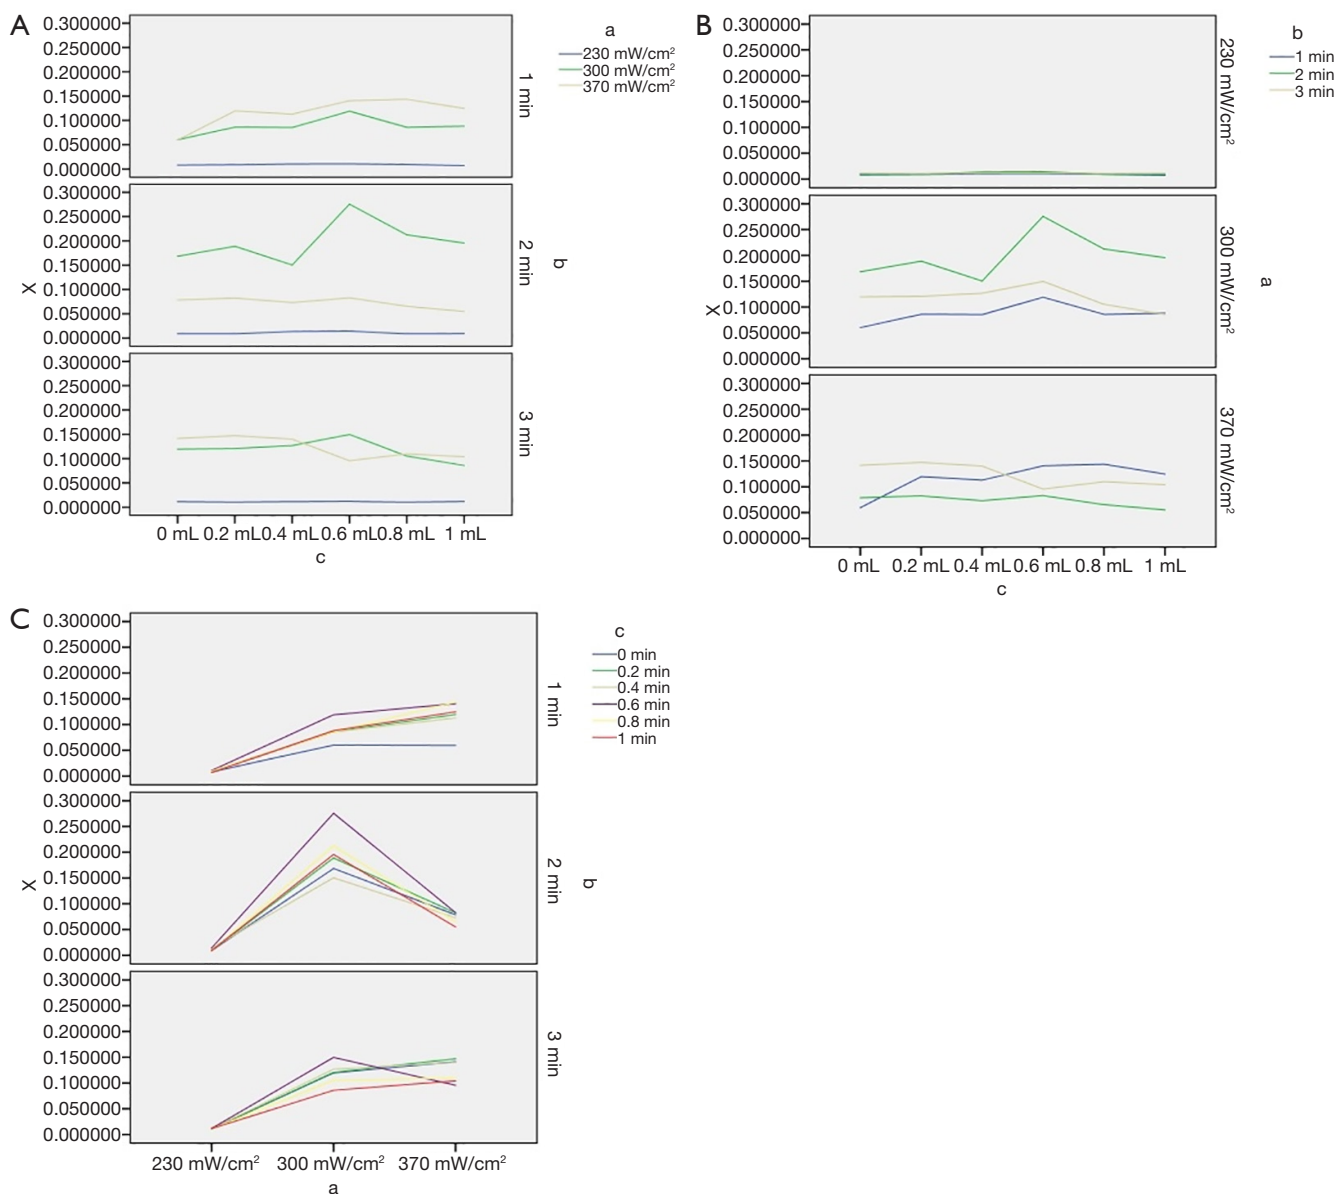 A
0.300000
0.250000
0.200000
0.150000
0.100000
0.050000
0.000000
1 min
0.300000
0.250000
0.200000
0.150000
0.100000
0.050000
0.000000
2 min
0.300000
0.250000
0.200000
0.150000
0.100000
0.050000
0.000000
3 min
X
b
0 mL 0.2 mL 0.4 mL 0.6 mL 0.8 mL 1 mL
c
a
230 mW/cm²
300 mW/cm²
370 mW/cm²
B
0.300000
0.250000
0.200000
0.150000
0.100000
0.050000
0.000000
230 mW/cm²
0.300000
0.250000
0.200000
0.150000
0.100000
0.050000
0.000000
300 mW/cm²
0.300000
0.250000
0.200000
0.150000
0.100000
0.050000
0.000000
370 mW/cm²
X
a
0 mL 0.2 mL 0.4 mL 0.6 mL 0.8 mL 1 mL
c
b
1 min
2 min
3 min
C
0.300000
0.250000
0.200000
0.150000
0.100000
0.050000
0.000000
1 min
0.300000
0.250000
0.200000
0.150000
0.100000
0.050000
0.000000
2 min
0.300000
0.250000
0.200000
0.150000
0.100000
0.050000
0.000000
3 min
X
b
230 mW/cm² 300 mW/cm² 370 mW/cm²
a
c
0 min
0.2 min
0.4 min
0.6 min
0.8 min
1 min